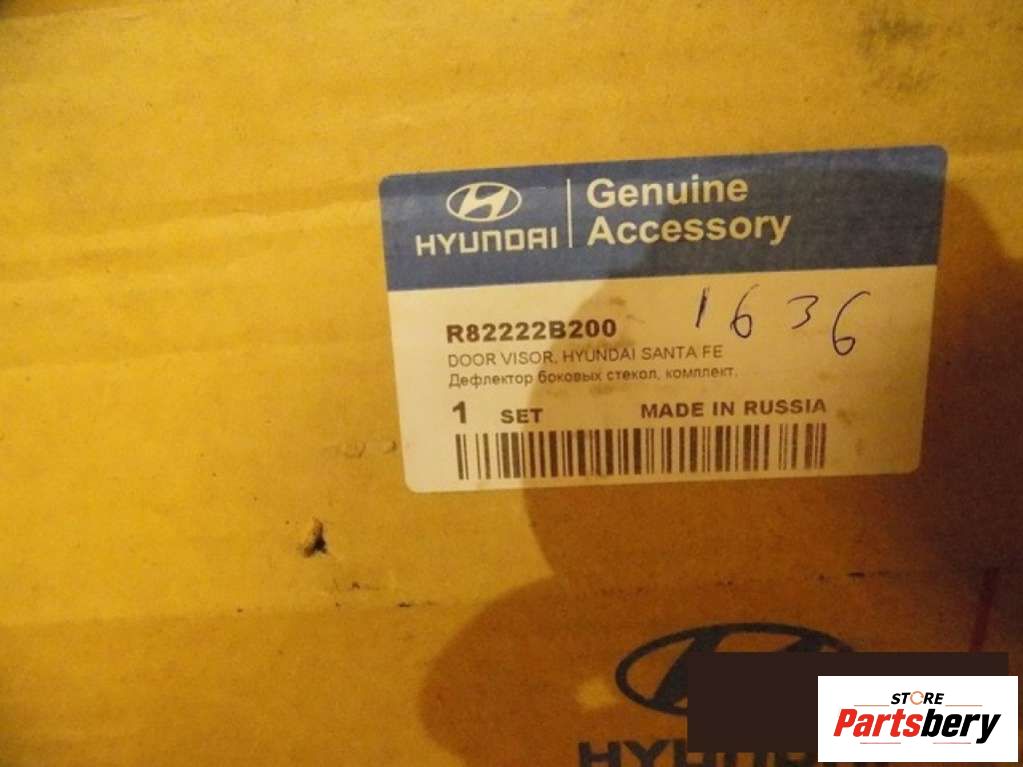 HYUNDAI
Genuine
Accessory
1636
R82222B200
DOOR VISOR, HYUNDAI SANTA FE
Дефлектор боковых стекол, комплект.
1 SET MADE IN RUSSIA
HYUNDAI
STORE
Partsbery